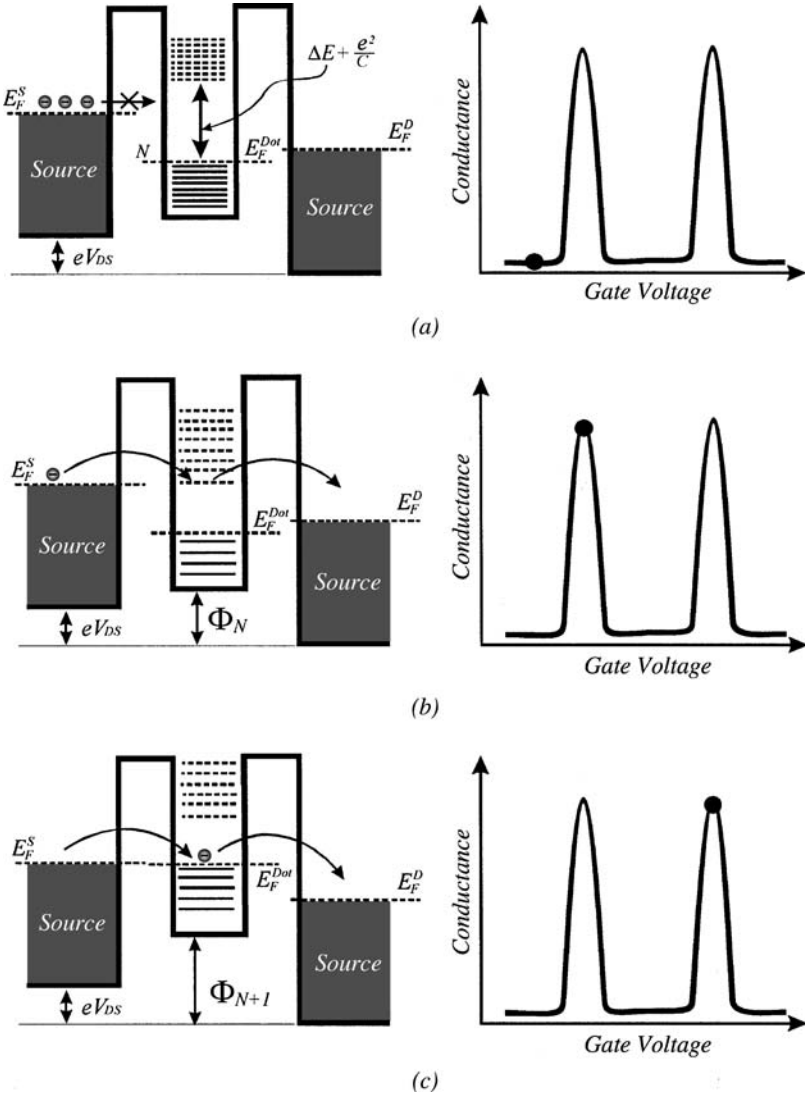 ΔE + e²/C
E_F^S
E_F^D
N
E_F^Dot
Source
Source
eV_DS
Conductance
Gate Voltage
(a)
E_F^S
E_F^D
E_F^Dot
Source
Source
eV_DS
Φ_N
Conductance
Gate Voltage
(b)
E_F^S
E_F^Dot
E_F^D
Source
Source
eV_DS
Φ_N+1
Conductance
Gate Voltage
(c)